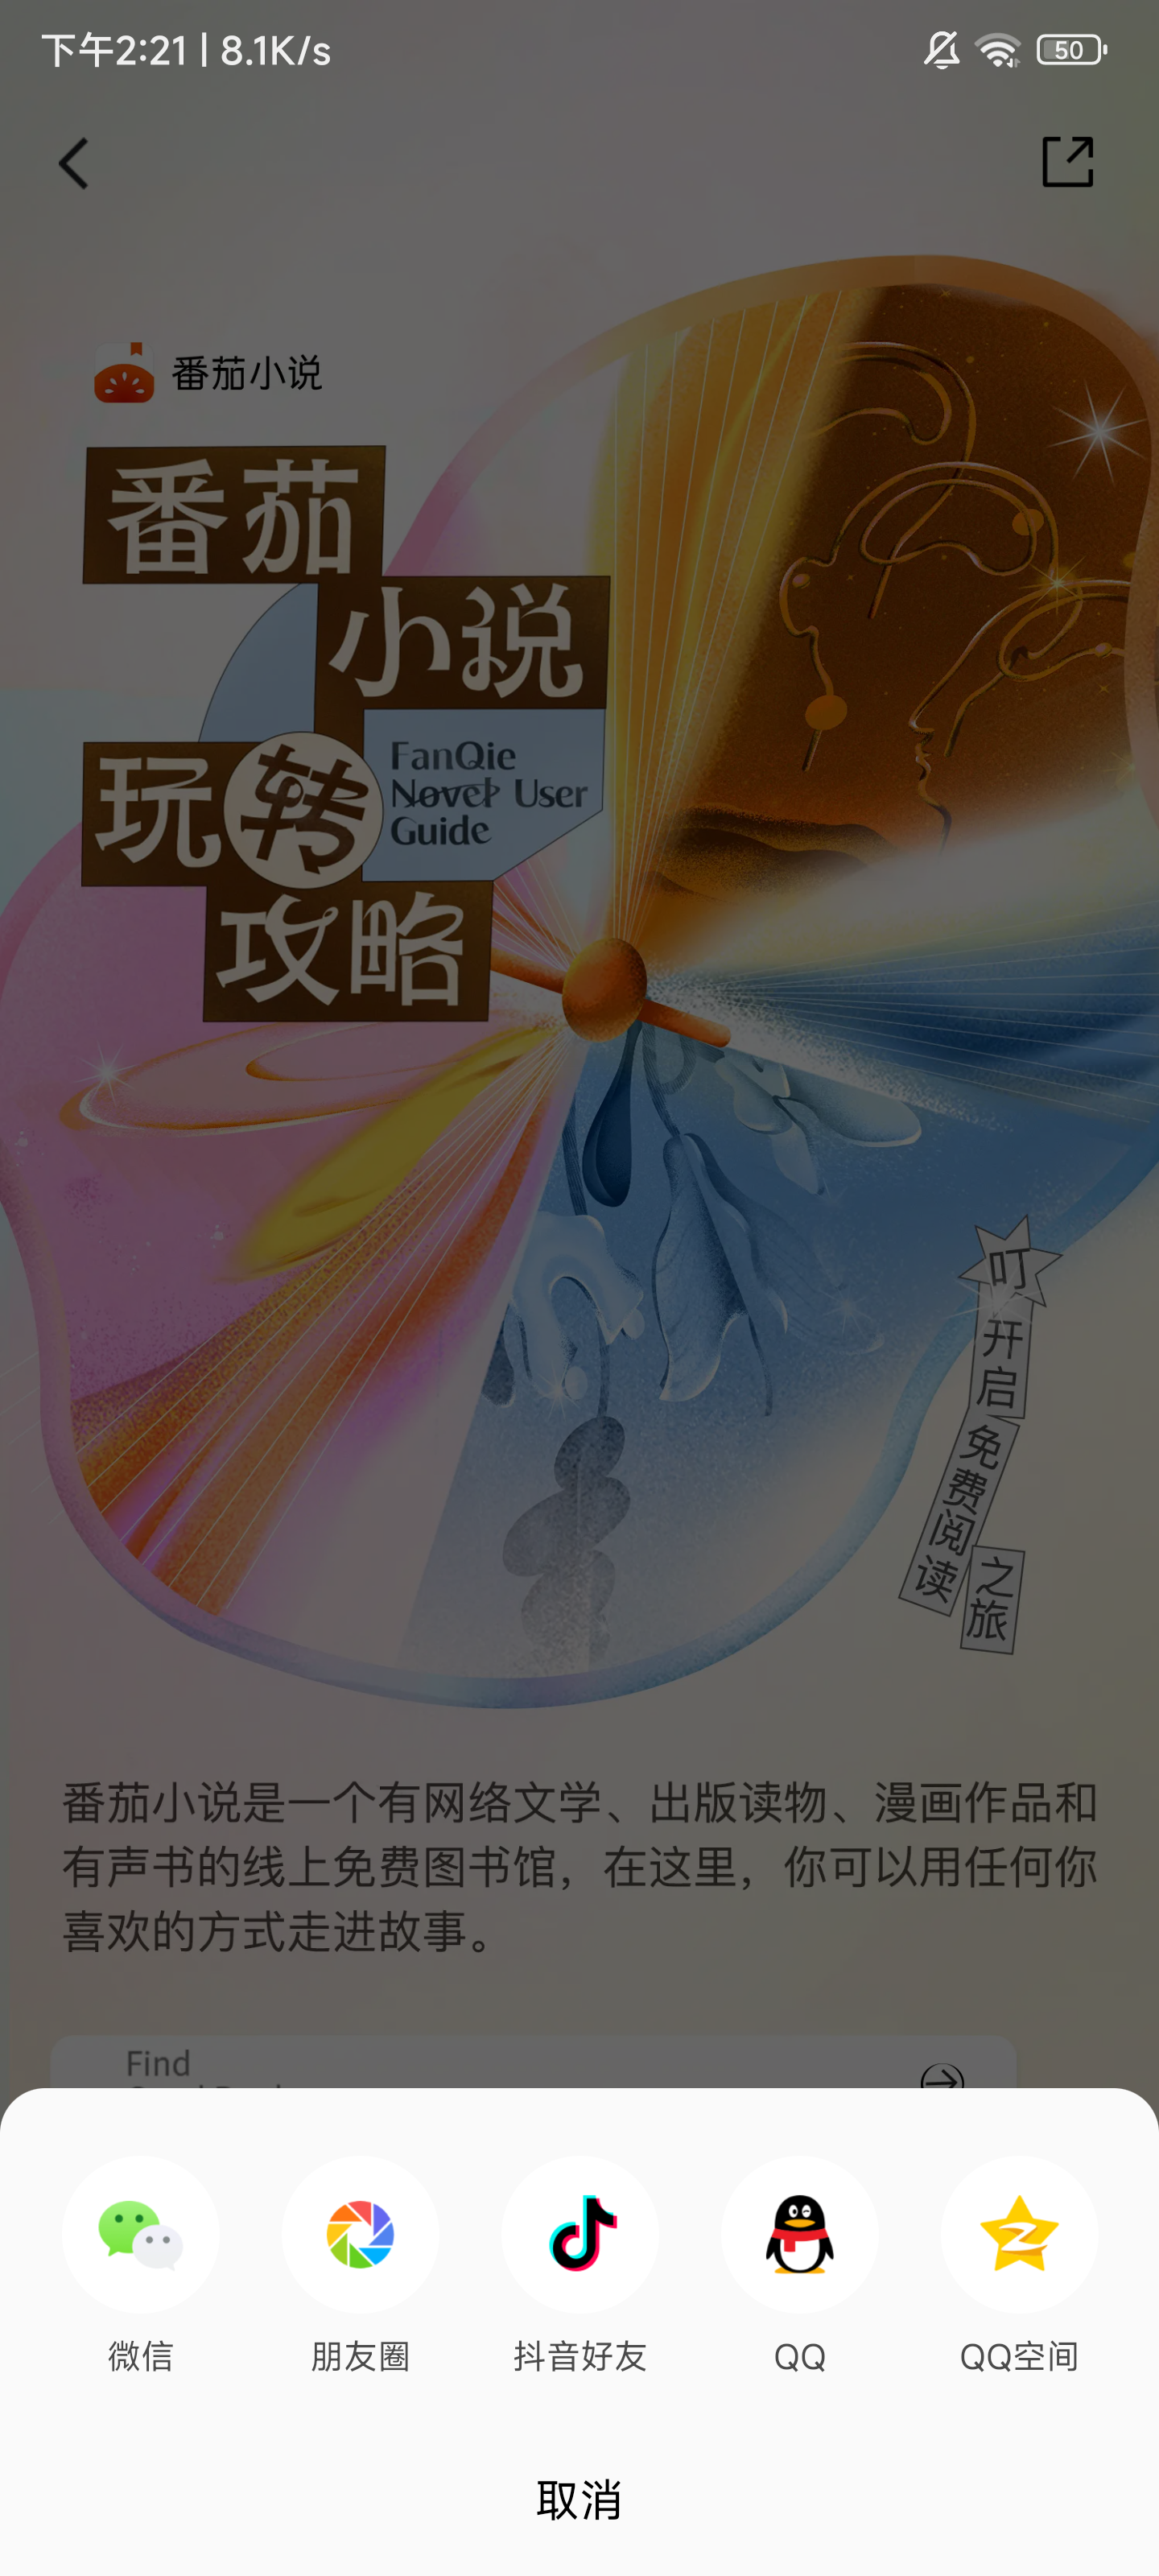 下午2:21 | 8.1K/s
50
番茄小说
番茄
小说
玩转
FanQie
Novel User
Guide
攻略
叮
开启
免费阅读
之旅
番茄小说是一个有网络文学、出版读物、漫画作品和
有声书的线上免费图书馆，在这里，你可以用任何你
喜欢的方式走进故事。
Find
微信
朋友圈
抖音好友
QQ
QQ空间
取消